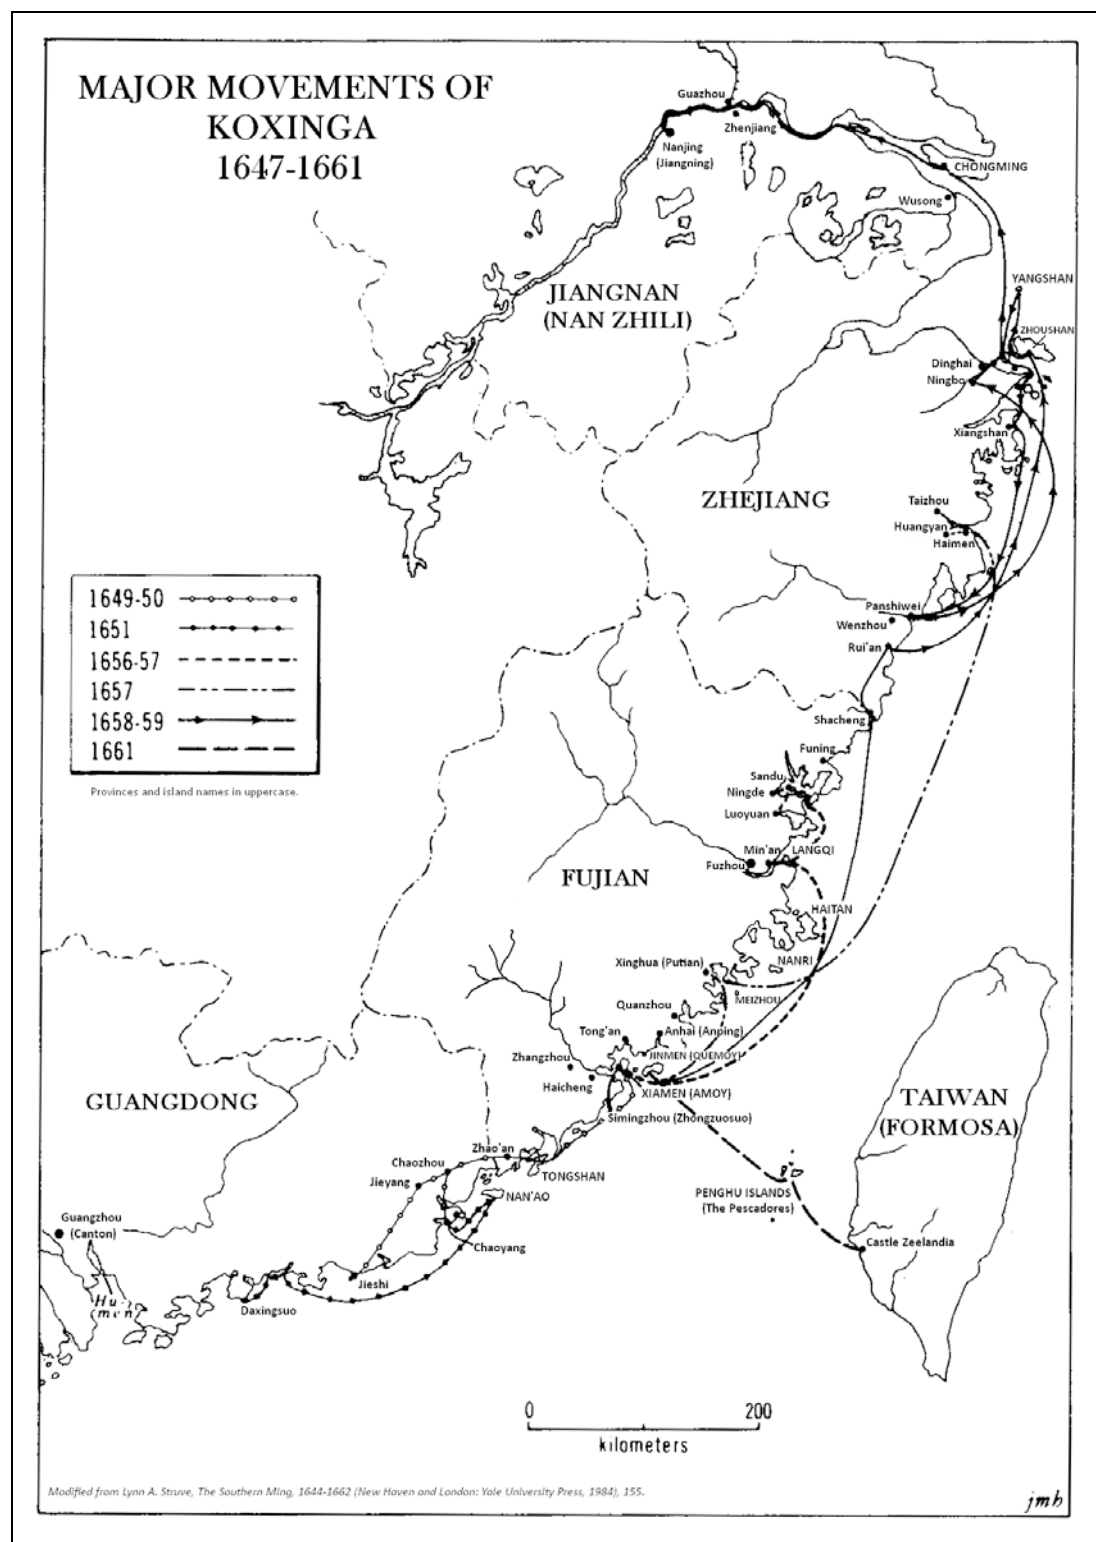 MAJOR MOVEMENTS OF
KOXINGA
1647-1661
Guazhou
Zhenjiang
Nanjing
(Jiangning)
CHONGMING
Wusong
YANGSHAN
JIANGNAN
(NAN ZHILI)
ZHOUSHAN
Dinghai
Ningbo
Xiangshan
ZHEJIANG
Taizhou
Huangyan
Haimen
1649-50
1651
1656-57
1657
1658-59
1661
Provinces and island names in uppercase.
Panshiwei
Wenzhou
Rui'an
Shacheng
Funing
Sandu
Ningde
Luoyuan
Min'an
LANGQI
Fuzhou
FUJIAN
HAITAN
NANRI
Xinghua (Putian)
MEIZHOU
Quanzhou
Tong'an
Anhai (Anping)
JINMEN (QUEMOY)
Zhangzhou
Haicheng
XIAMEN (AMOY)
Simingzhou (Zhongzuosuo)
GUANGDONG
TAIWAN
(FORMOSA)
Zhao'an
Chaozhou
TONGSHAN
Jieyang
NAN'AO
PENGHU ISLANDS
(The Pescadores)
Guangzhou
(Canton)
Chaoyang
Castle Zeelandia
Jieshi
Hu-
men
Daxingsuo
0 200
kilometers
Modified from Lynn A. Struve, The Southern Ming, 1644-1662 (New Haven and London: Yale University Press, 1984), 155.
jmh